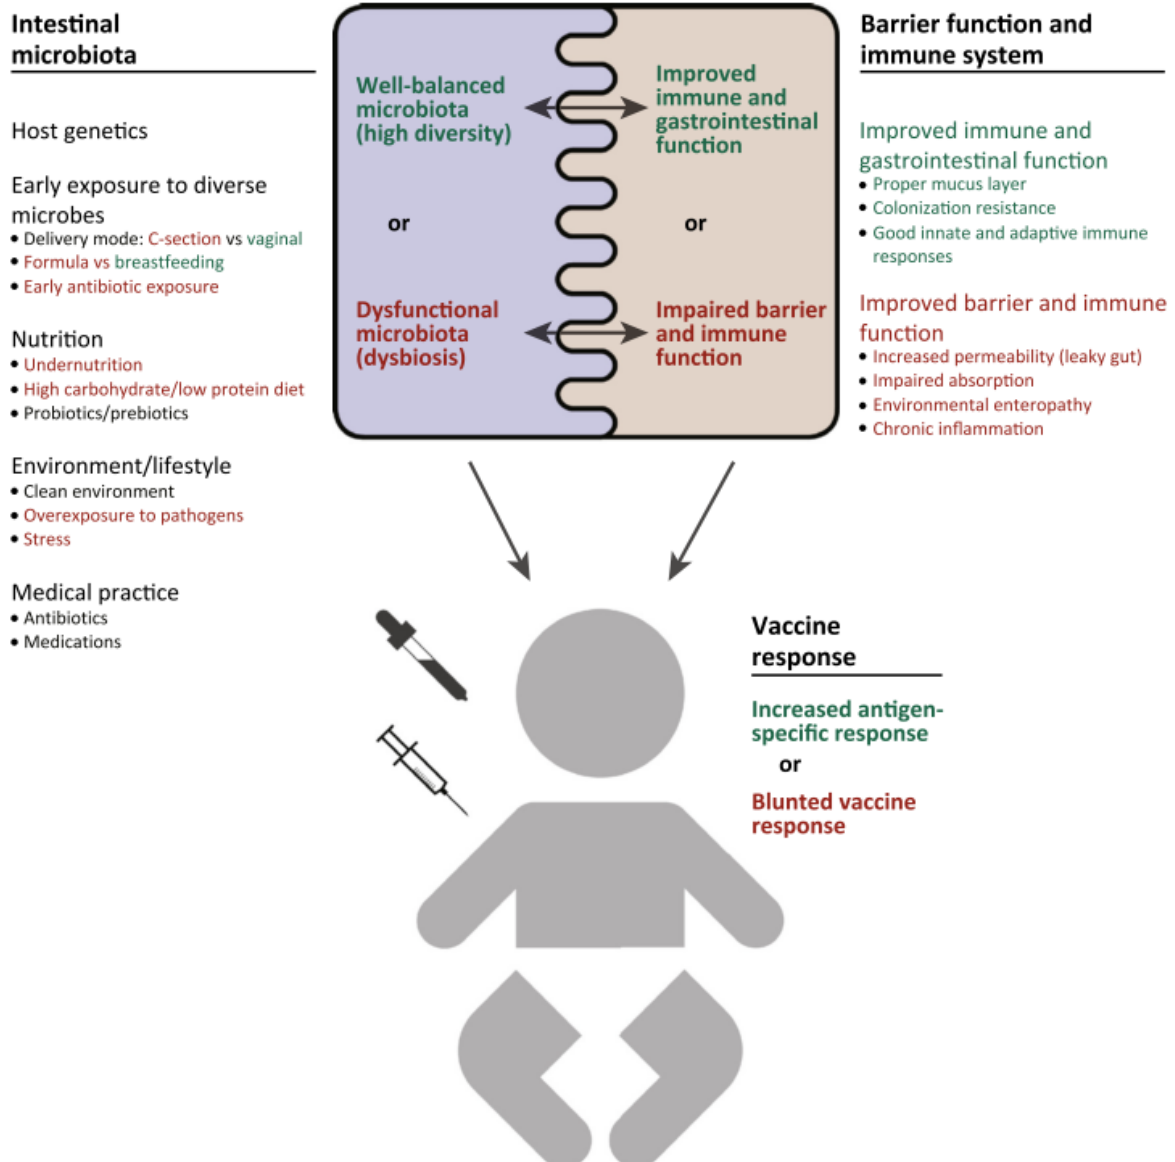 Intestinal
microbiota
Host genetics
Early exposure to diverse
microbes
• Delivery mode: C-section vs vaginal
• Formula vs breastfeeding
• Early antibiotic exposure
Nutrition
• Undernutrition
• High carbohydrate/low protein diet
• Probiotics/prebiotics
Environment/lifestyle
• Clean environment
• Overexposure to pathogens
• Stress
Medical practice
• Antibiotics
• Medications
Well-balanced
microbiota
(high diversity)
or
Dysfunctional
microbiota
(dysbiosis)
Improved
immune and
gastrointestinal
function
or
Impaired barrier
and immune
function
Barrier function and
immune system
Improved immune and
gastrointestinal function
• Proper mucus layer
• Colonization resistance
• Good innate and adaptive immune
responses
Improved barrier and immune
function
• Increased permeability (leaky gut)
• Impaired absorption
• Environmental enteropathy
• Chronic inflammation
Vaccine
response
Increased antigen-
specific response
or
Blunted vaccine
response